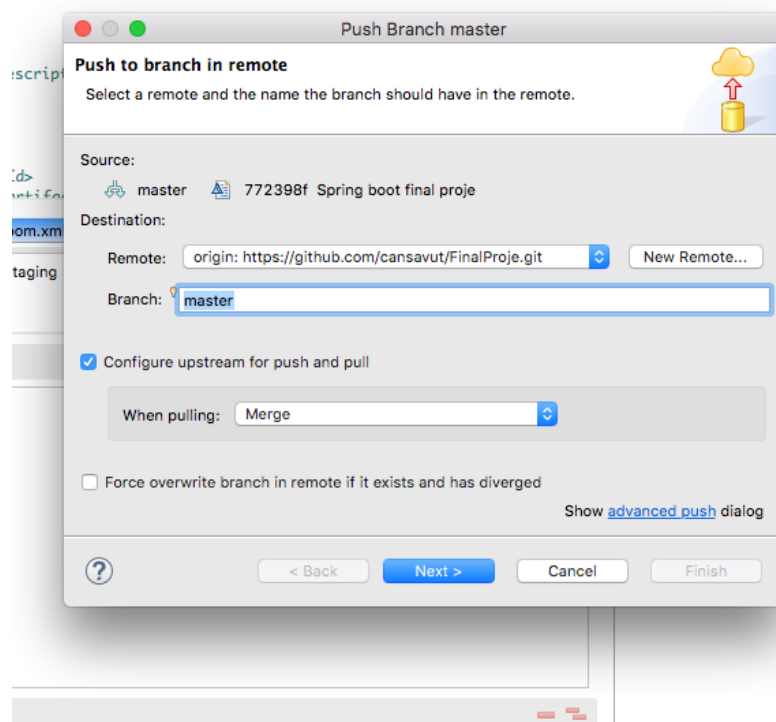 Push Branch master
Push to branch in remote
Select a remote and the name the branch should have in the remote.
Source:
master 772398f Spring boot final proje
Destination:
Remote: origin: https://github.com/cansavut/FinalProje.git New Remote...
Branch: master
Configure upstream for push and pull
When pulling: Merge
Force overwrite branch in remote if it exists and has diverged
Show advanced push dialog
? < Back Next > Cancel Finish
escript
d>
om.xm
taging